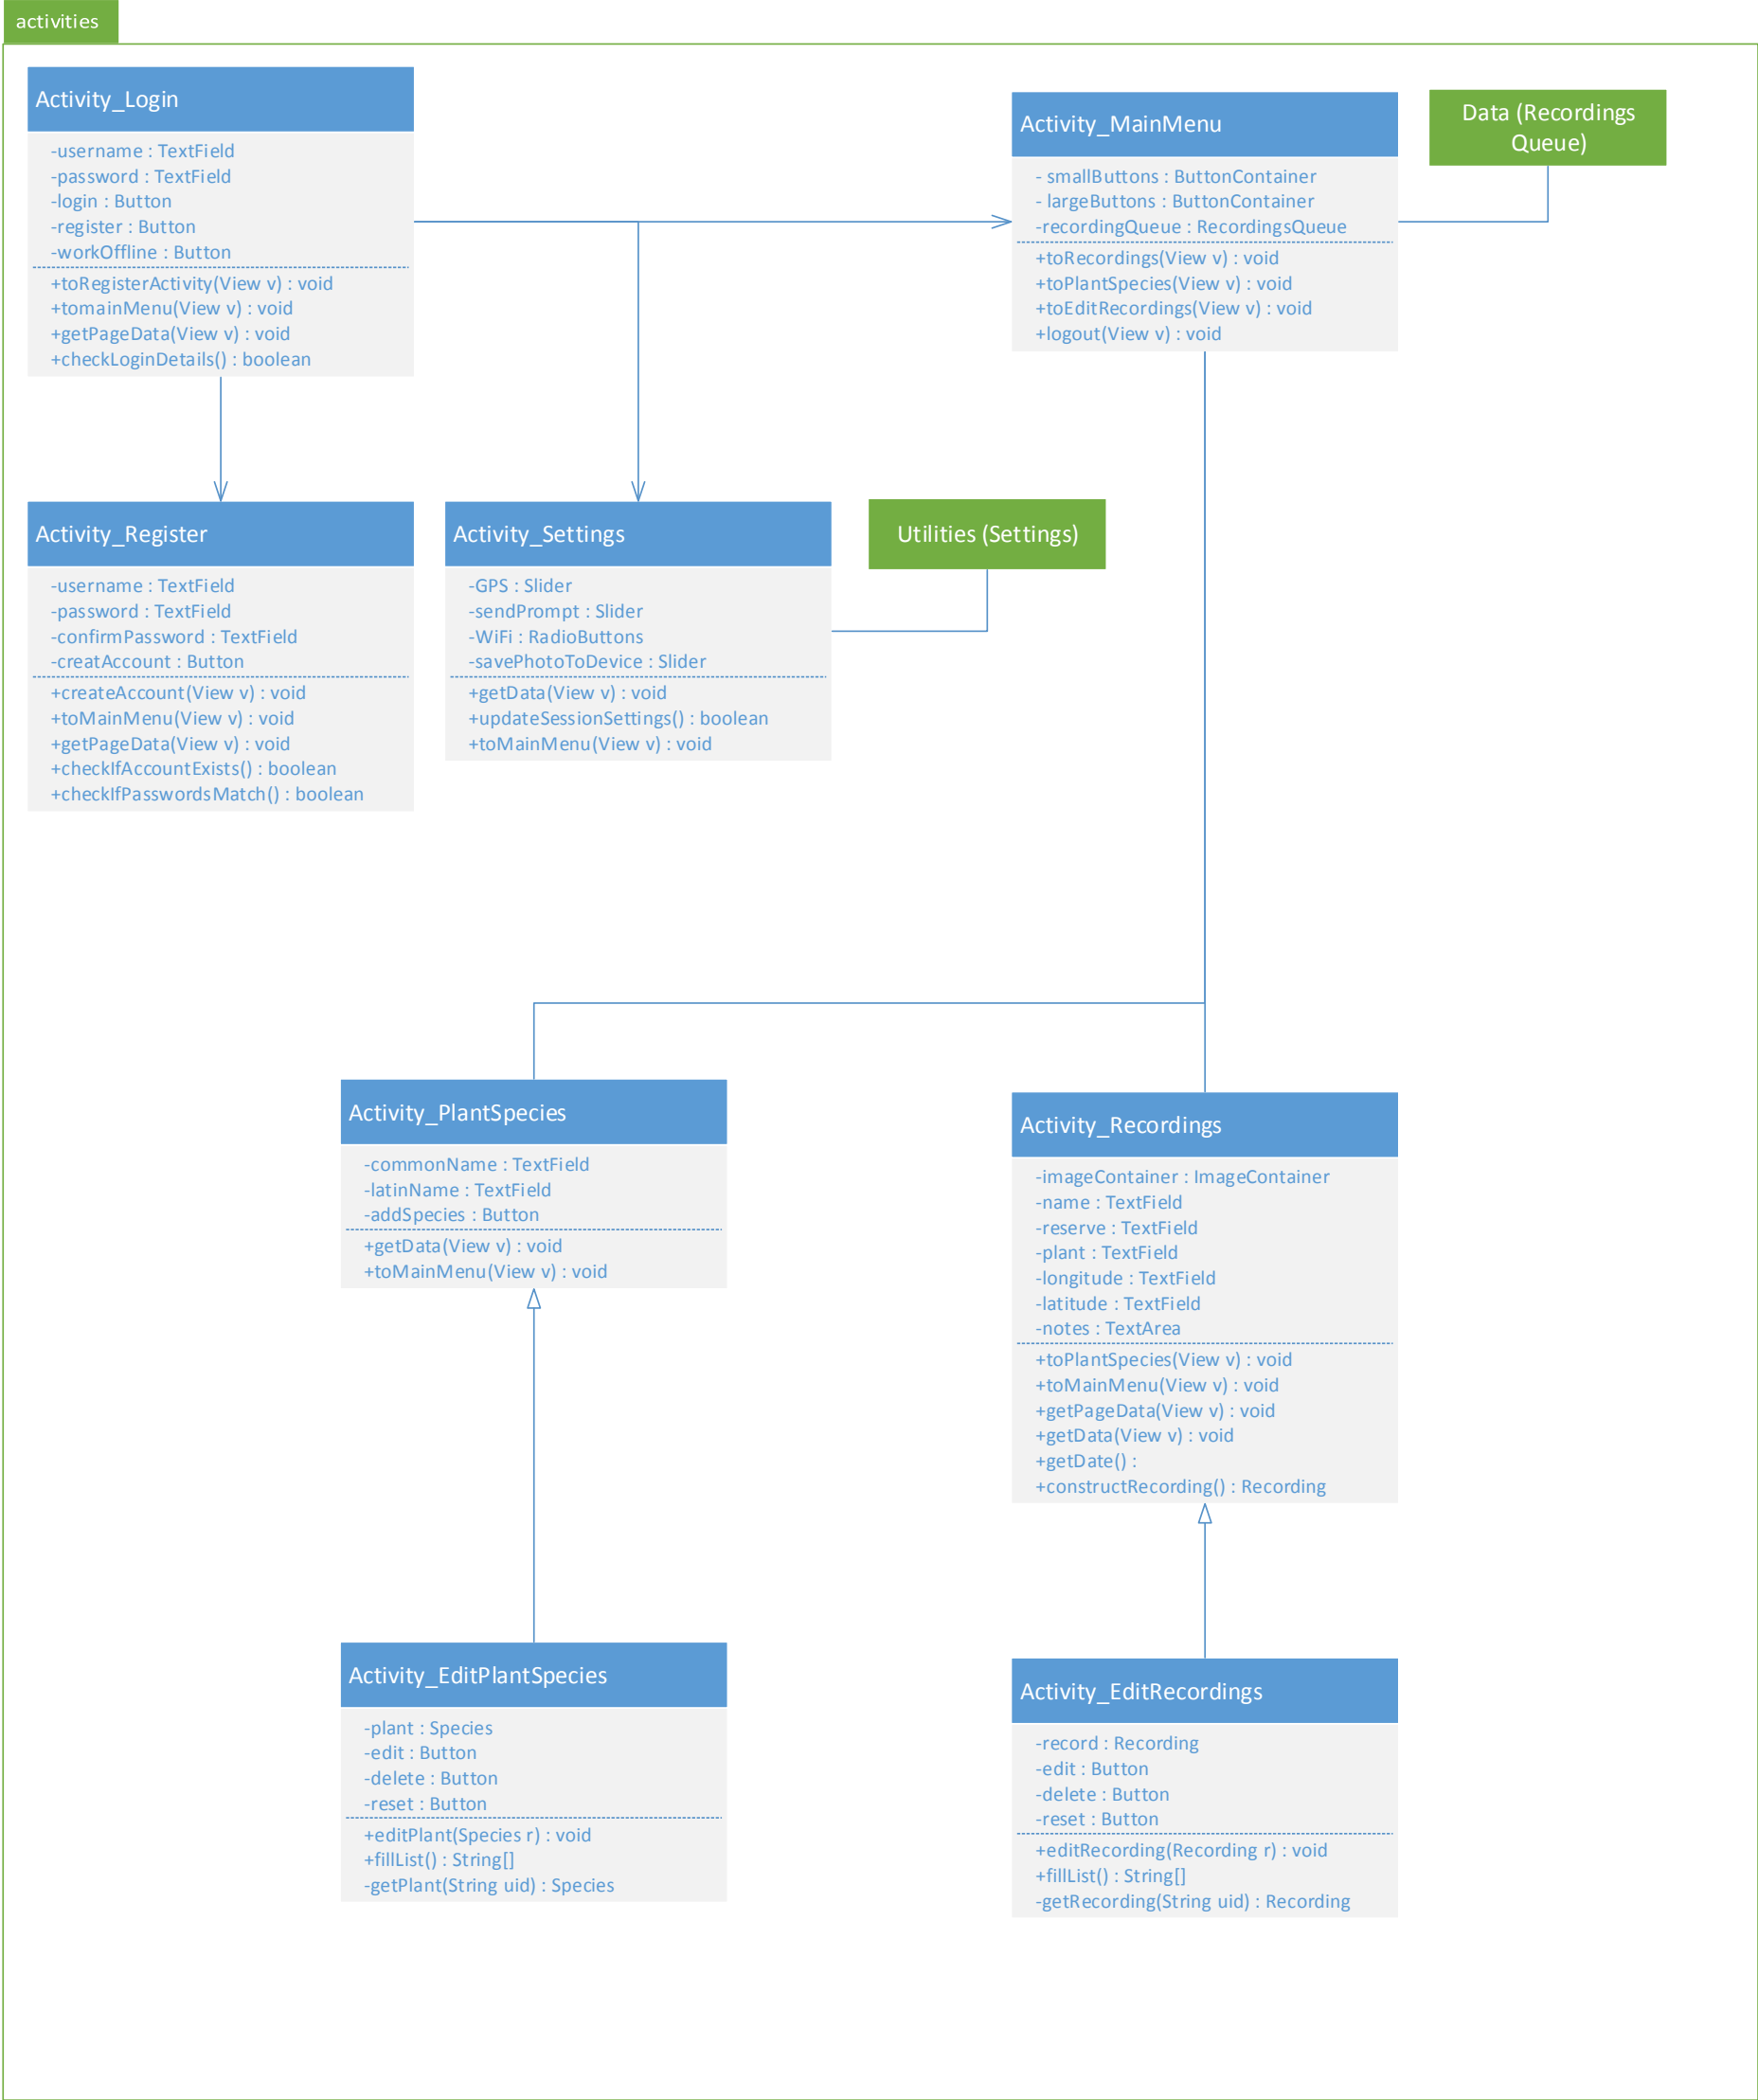 activities
Activity_Login
-username : TextField
-password : TextField
-login : Button
-register : Button
-workOffline : Button
+toRegisterActivity(View v) : void
+tomainMenu(View v) : void
+getPageData(View v) : void
+checkLoginDetails() : boolean
Activity_MainMenu
- smallButtons : ButtonContainer
- largeButtons : ButtonContainer
-recordingQueue : RecordingsQueue
+toRecordings(View v) : void
+toPlantSpecies(View v) : void
+toEditRecordings(View v) : void
+logout(View v) : void
Data (Recordings
Queue)
Activity_Register
-username : TextField
-password : TextField
-confirmPassword : TextField
-creatAccount : Button
+createAccount(View v) : void
+toMainMenu(View v) : void
+getPageData(View v) : void
+checkIfAccountExists() : boolean
+checkIfPasswordsMatch() : boolean
Activity_Settings
-GPS : Slider
-sendPrompt : Slider
-WiFi : RadioButtons
-savePhotoToDevice : Slider
+getData(View v) : void
+updateSessionSettings() : boolean
+toMainMenu(View v) : void
Utilities (Settings)
Activity_PlantSpecies
-commonName : TextField
-latinName : TextField
-addSpecies : Button
+getData(View v) : void
+toMainMenu(View v) : void
Activity_Recordings
-imageContainer : ImageContainer
-name : TextField
-reserve : TextField
-plant : TextField
-longitude : TextField
-latitude : TextField
-notes : TextArea
+toPlantSpecies(View v) : void
+toMainMenu(View v) : void
+getPageData(View v) : void
+getData(View v) : void
+getDate() :
+constructRecording() : Recording
Activity_EditPlantSpecies
-plant : Species
-edit : Button
-delete : Button
-reset : Button
+editPlant(Species r) : void
+fillList() : String[]
-getPlant(String uid) : Species
Activity_EditRecordings
-record : Recording
-edit : Button
-delete : Button
-reset : Button
+editRecording(Recording r) : void
+fillList() : String[]
-getRecording(String uid) : Recording